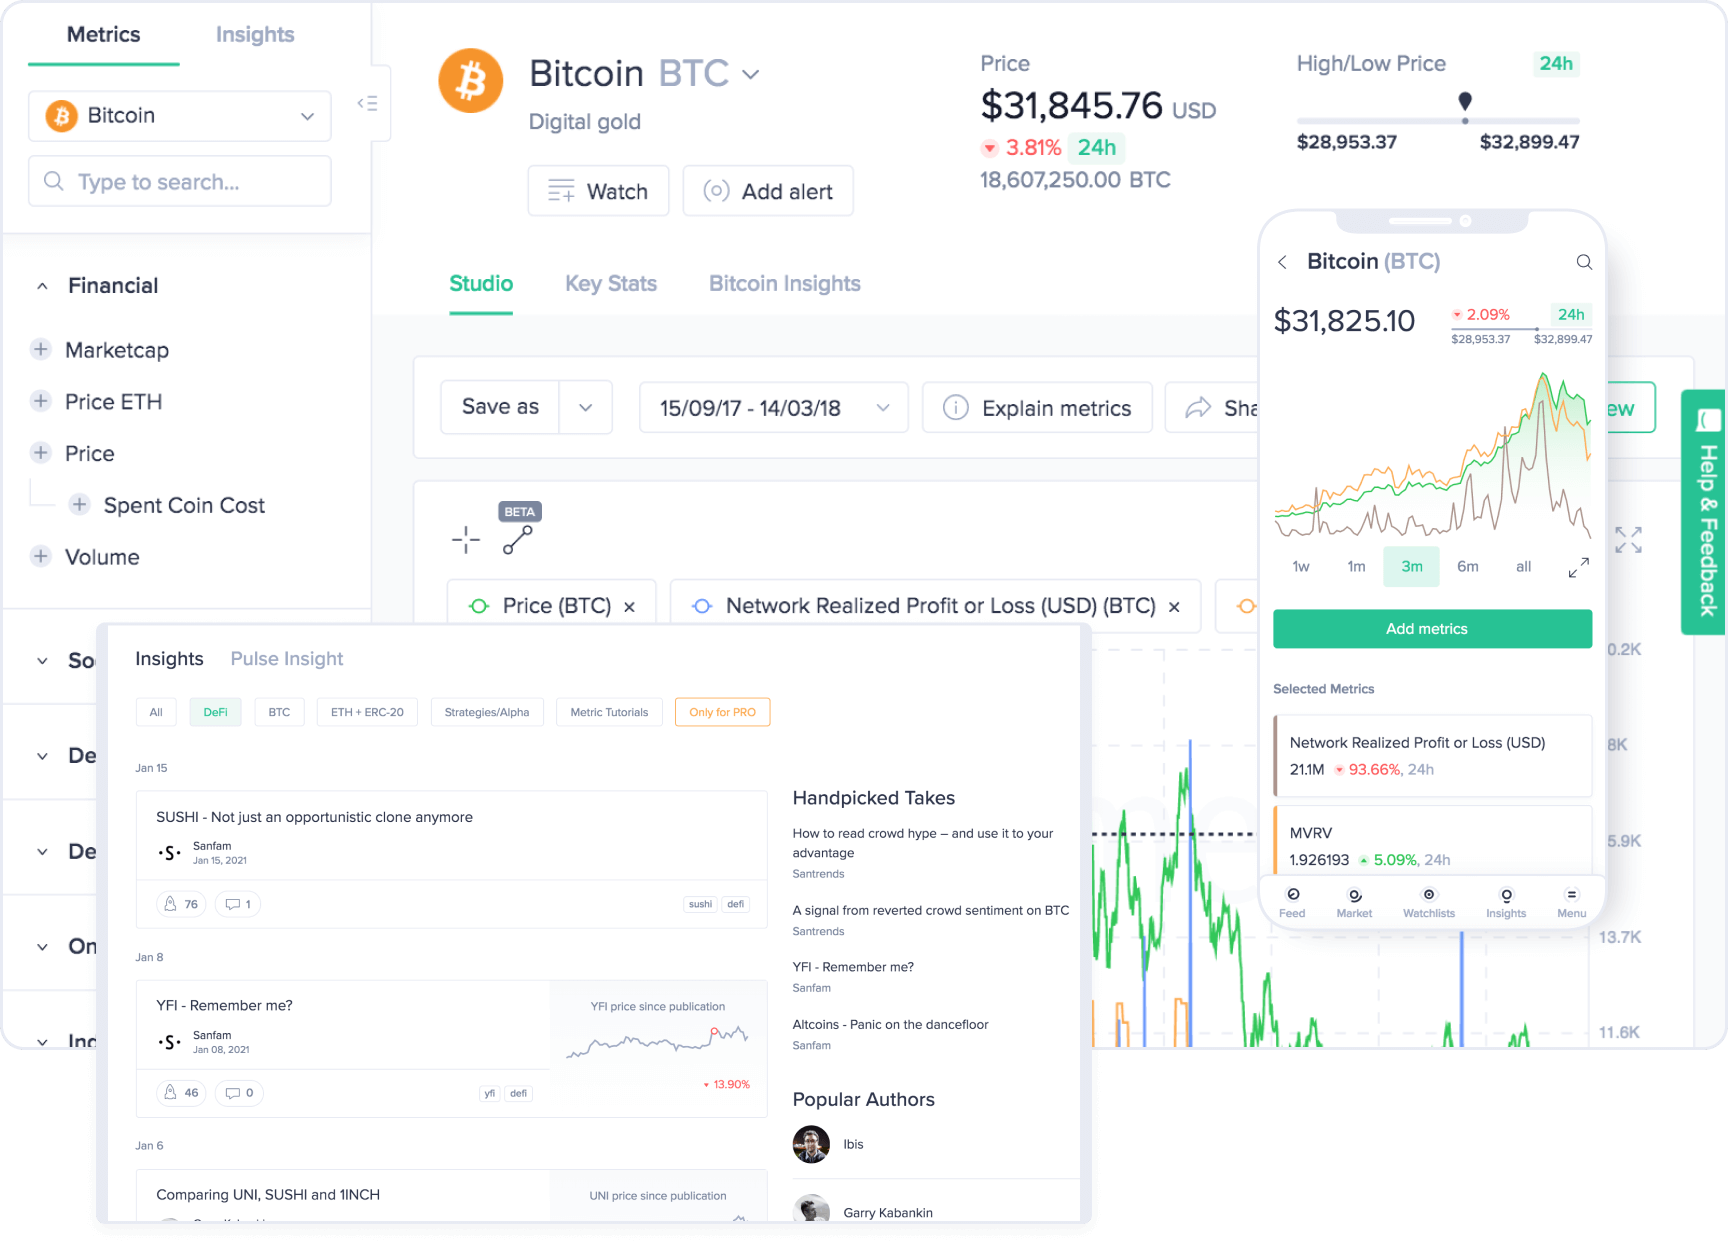 Metrics
Insights
Bitcoin
Type to search...
Financial
Marketcap
Price ETH
Price
Spent Coin Cost
Volume
So
De
De
On
Bitcoin BTC
Digital gold
Watch
Add alert
Price
$31,845.76 USD
3.81% 24h
18,607,250.00 BTC
High/Low Price 24h
$28,953.37 $32,899.47
Studio
Key Stats
Bitcoin Insights
Save as
15/09/17 - 14/03/18
Explain metrics
Sha
ew
BETA
Price (BTC) ×
Network Realized Profit or Loss (USD) (BTC) ×
0.2K
8K
5.9K
13.7K
11.6K
Help & Feedback
Bitcoin (BTC)
$31,825.10
2.09% 24h
$28,953.37 $32,899.47
1w 1m 3m 6m all
Add metrics
Selected Metrics
Network Realized Profit or Loss (USD)
21.1M 93.66%, 24h
MVRV
1.926193 5.09%, 24h
Feed Market Watchlists Insights Menu
Insights
Pulse Insight
All
DeFi
BTC
ETH + ERC-20
Strategies/Alpha
Metric Tutorials
Only for PRO
Jan 15
SUSHI - Not just an opportunistic clone anymore
·S·
Sanfam
Jan 15, 2021
76 1
sushi defi
Jan 8
YFI - Remember me?
·S·
Sanfam
Jan 08, 2021
46 0
yfi defi
YFI price since publication
13.90%
Jan 6
Comparing UNI, SUSHI and 1INCH
UNI price since publication
Handpicked Takes
How to read crowd hype – and use it to your
advantage
Santrends
A signal from reverted crowd sentiment on BTC
Santrends
YFI - Remember me?
Sanfam
Altcoins - Panic on the dancefloor
Sanfam
Popular Authors
Ibis
Garry Kabankin